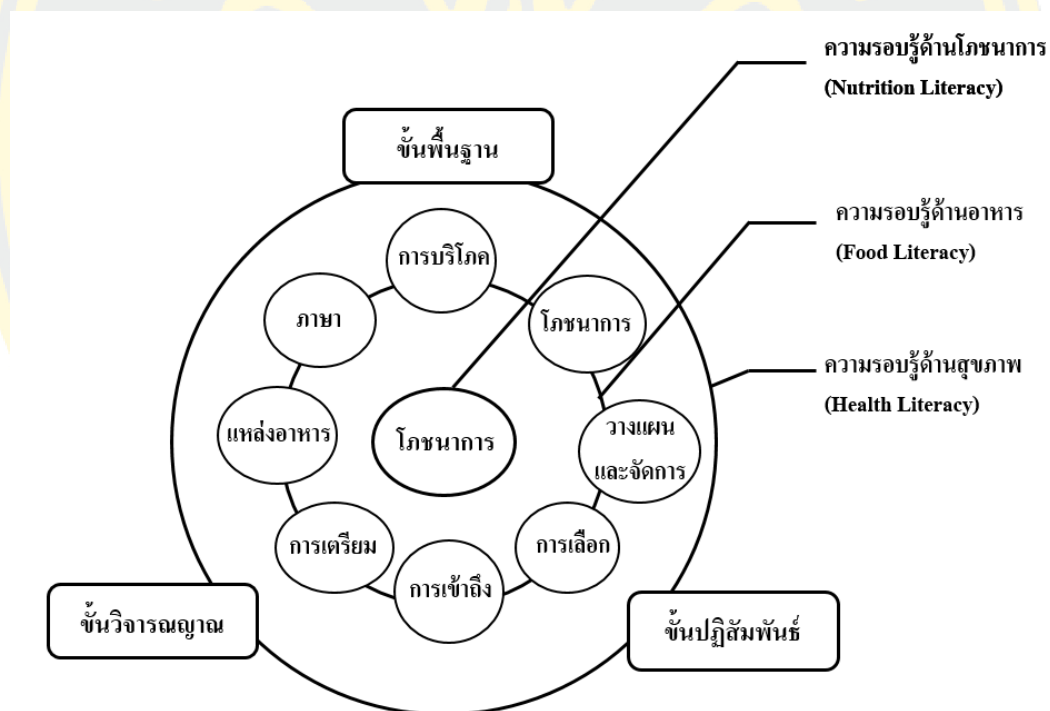 ความรอบรู้ด้านโภชนาการ
(Nutrition Literacy)
ขั้นพื้นฐาน
ความรอบรู้ด้านอาหาร
(Food Literacy)
การบริโภค
ภาษา
โภชนาการ
ความรอบรู้ด้านสุขภาพ
(Health Literacy)
แหล่งอาหาร
โภชนาการ
วางแผน
และจัดการ
การเตรียม
การเลือก
การเข้าถึง
ขั้นวิจารณญาณ
ขั้นปฏิสัมพันธ์